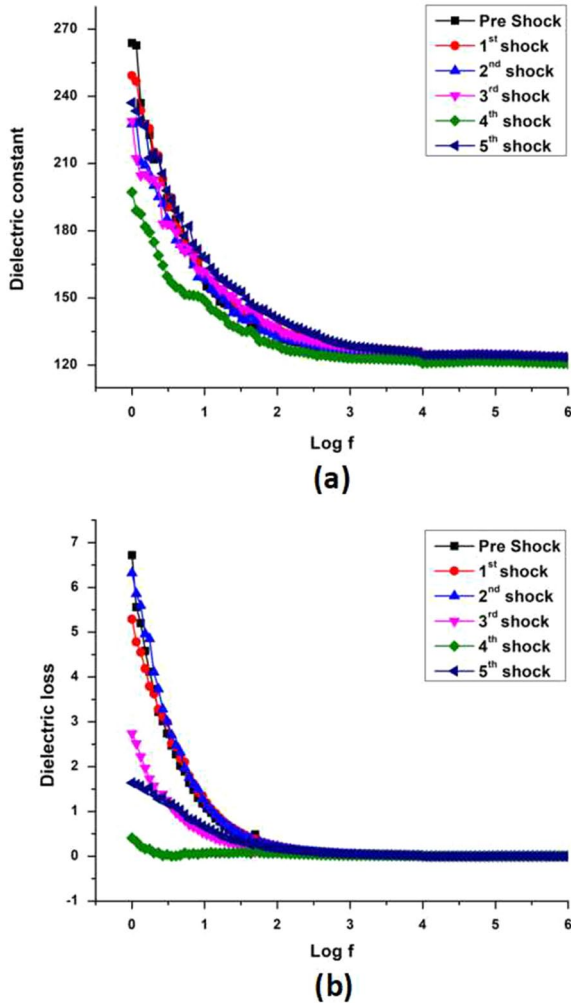 270
240
210
180
150
120
Dielectric constant
0 1 2 3 4 5 6
Log f
Pre Shock
1st shock
2nd shock
3rd shock
4th shock
5th shock
(a)
7
6
5
4
3
2
1
0
-1
Dielectric loss
0 1 2 3 4 5 6
Log f
Pre Shock
1st shock
2nd shock
3rd shock
4th shock
5th shock
(b)